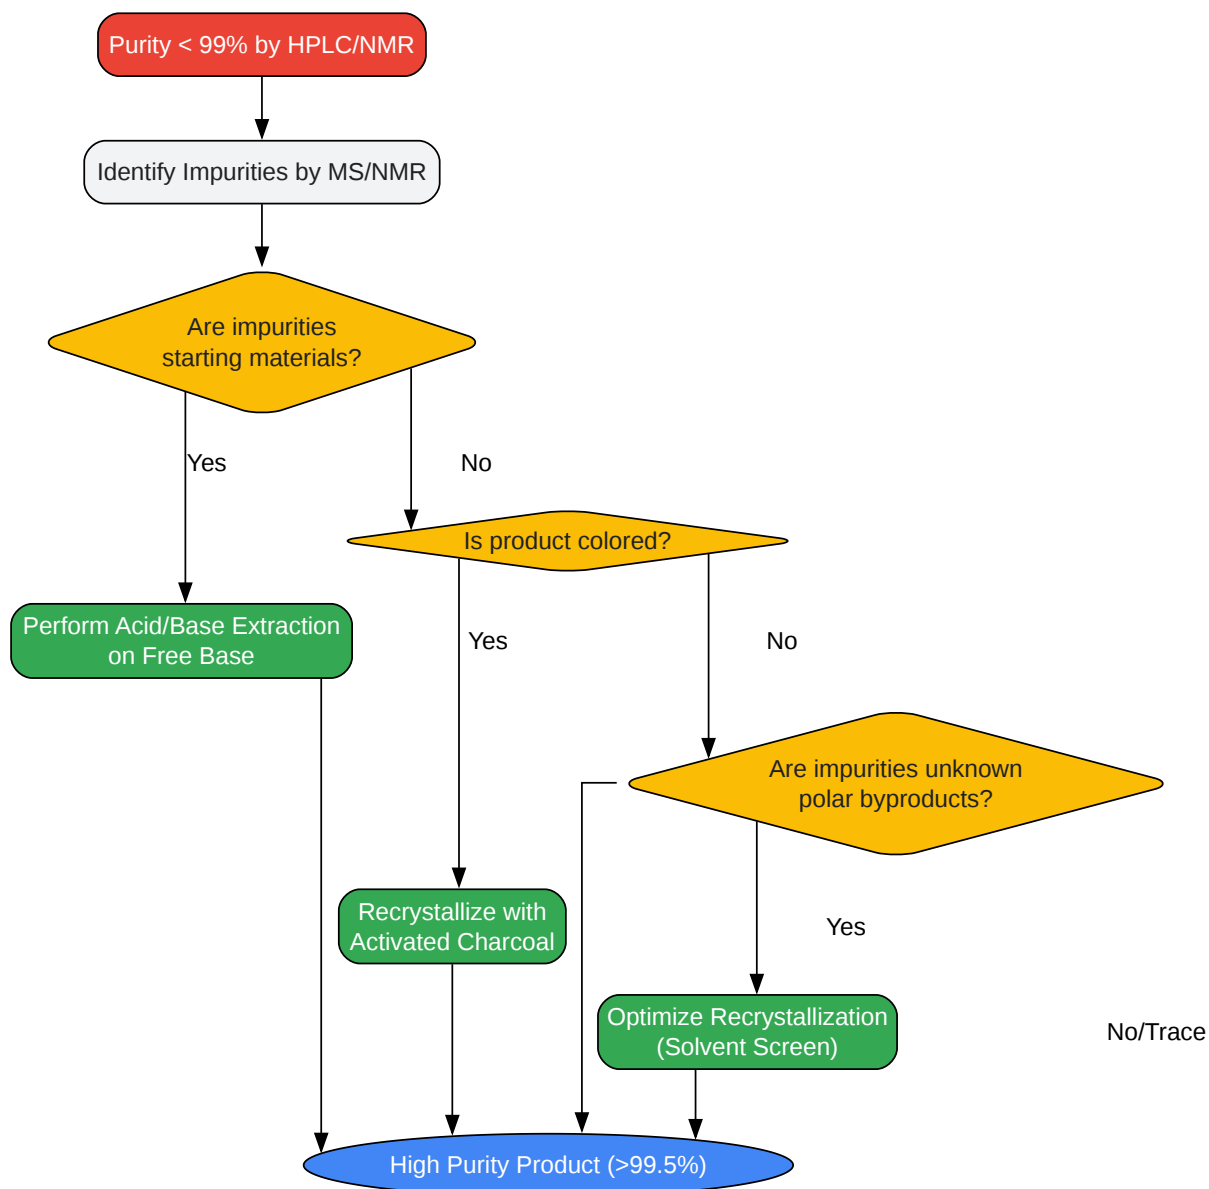 Purity < 99% by HPLC/NMR
Identify Impurities by MS/NMR
Are impurities
starting materials?
Yes
No
Is product colored?
Perform Acid/Base Extraction
on Free Base
Yes
No
Are impurities unknown
polar byproducts?
Recrystallize with
Activated Charcoal
Yes
Optimize Recrystallization
(Solvent Screen)
No/Trace
High Purity Product (>99.5%)